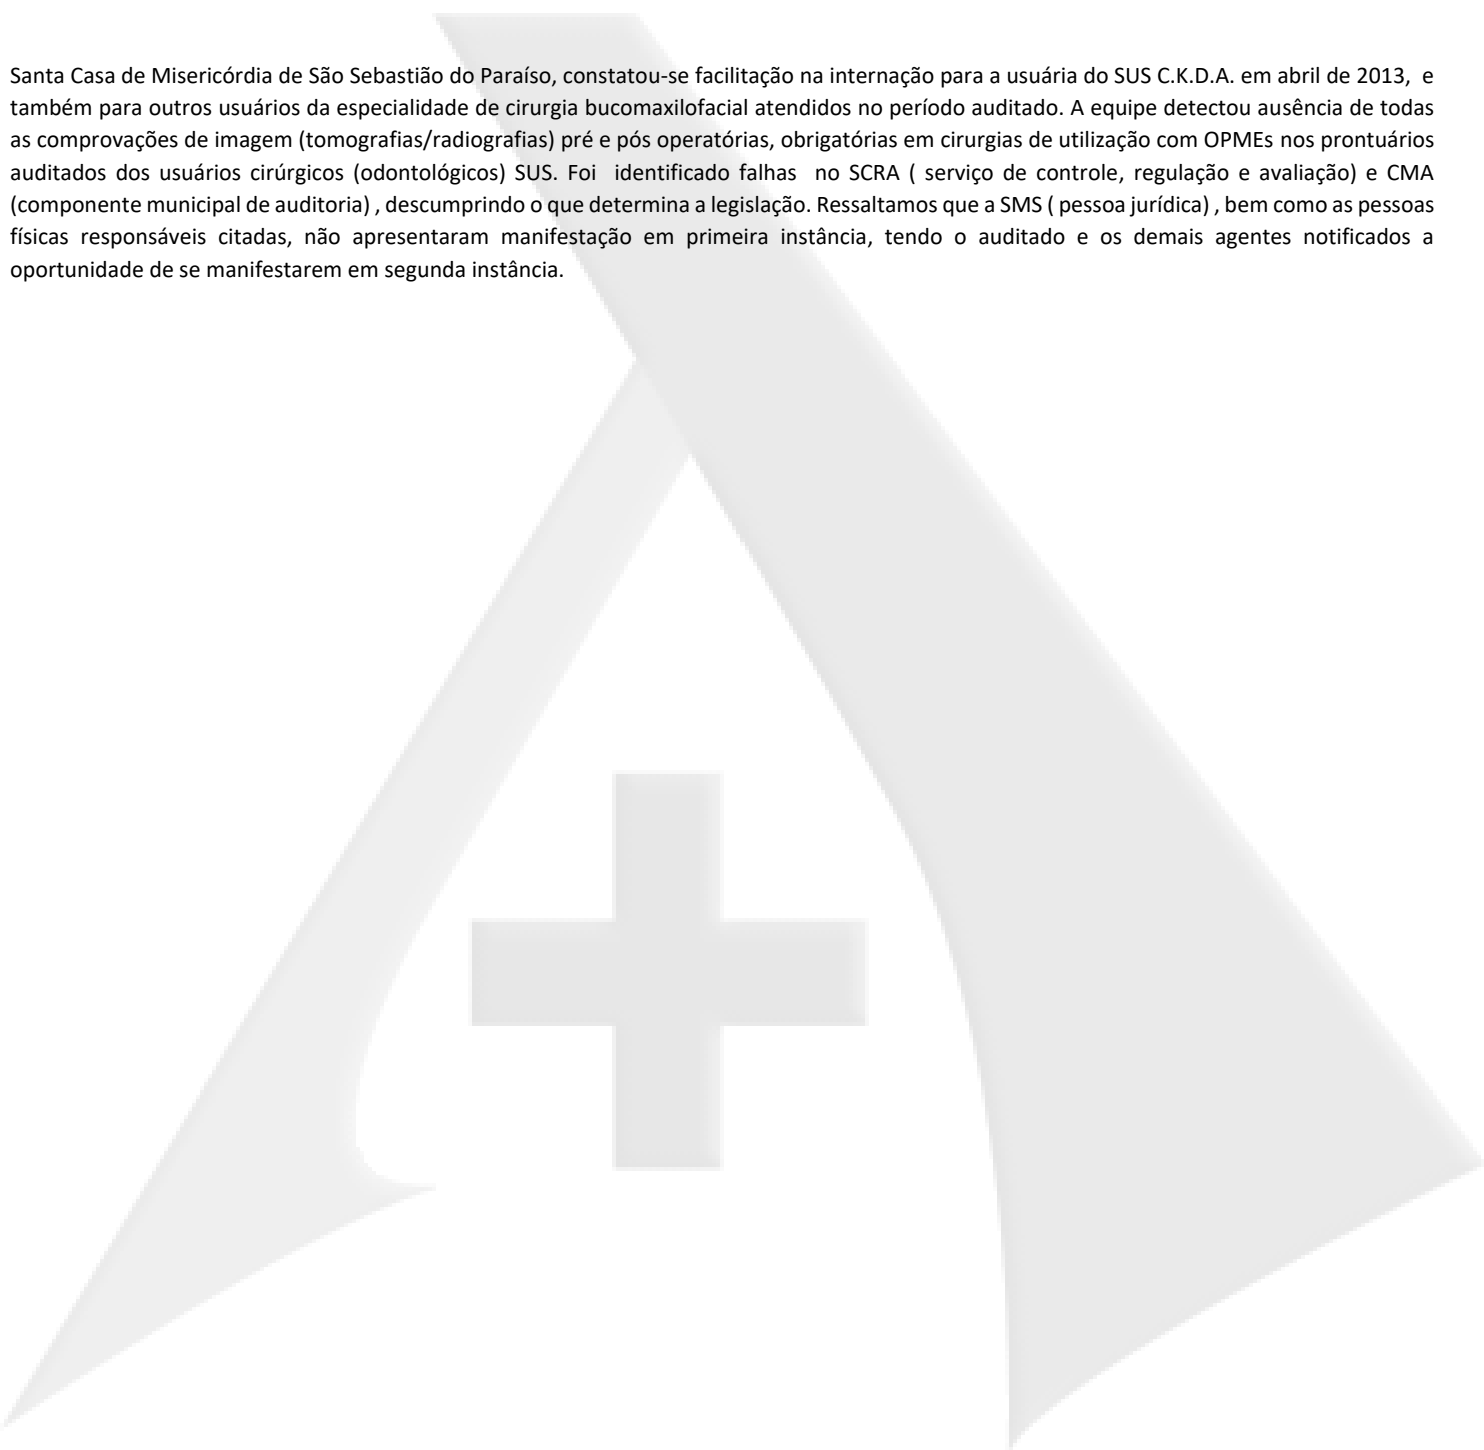 Santa Casa de Misericórdia de São Sebastião do Paraíso, constatou-se facilitação na internação para a usuária do SUS C.K.D.A. em abril de 2013, e
também para outros usuários da especialidade de cirurgia bucomaxilofacial atendidos no período auditado. A equipe detectou ausência de todas
as comprovações de imagem (tomografias/radiografias) pré e pós operatórias, obrigatórias em cirurgias de utilização com OPMEs nos prontuários
auditados dos usuários cirúrgicos (odontológicos) SUS. Foi identificado falhas no SCRA ( serviço de controle, regulação e avaliação) e CMA
(componente municipal de auditoria) , descumprindo o que determina a legislação. Ressaltamos que a SMS ( pessoa jurídica) , bem como as pessoas
físicas responsáveis citadas, não apresentaram manifestação em primeira instância, tendo o auditado e os demais agentes notificados a
oportunidade de se manifestarem em segunda instância.